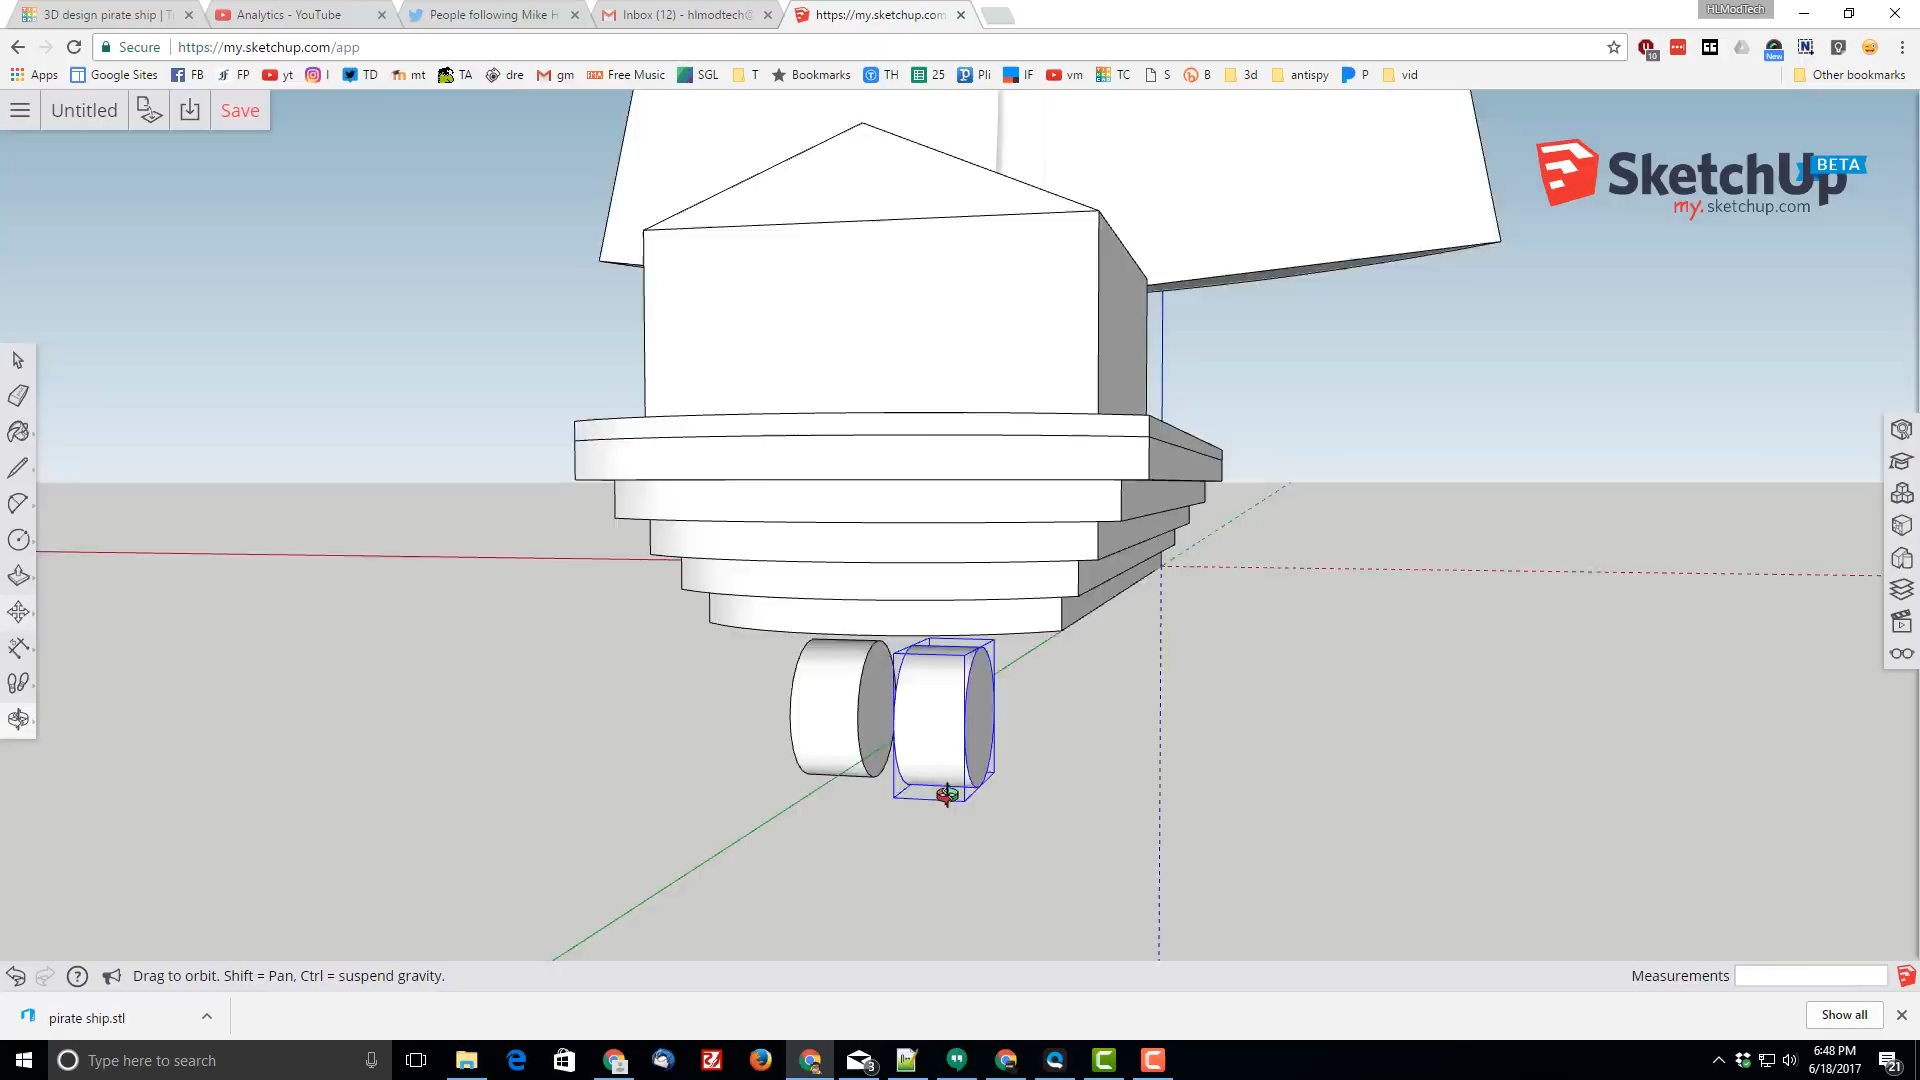 3D design pirate ship | T
Analytics - YouTube
People following Mike H
Inbox (12) - hlmodtech@
https://my.sketchup.com
HLModTech
Secure
https://my.sketchup.com/app
10
New
Apps Google Sites FB FP yt I TD mt TA dre gm Free Music SGL T Bookmarks TH 25 Pli IF vm TC S B 3d antispy P vid Other bookmarks
Untitled
Save
SketchUp BETA
my.sketchup.com
Drag to orbit. Shift = Pan, Ctrl = suspend gravity.
Measurements
pirate ship.stl
Show all
Type here to search
3
6:48 PM
6/18/2017
21